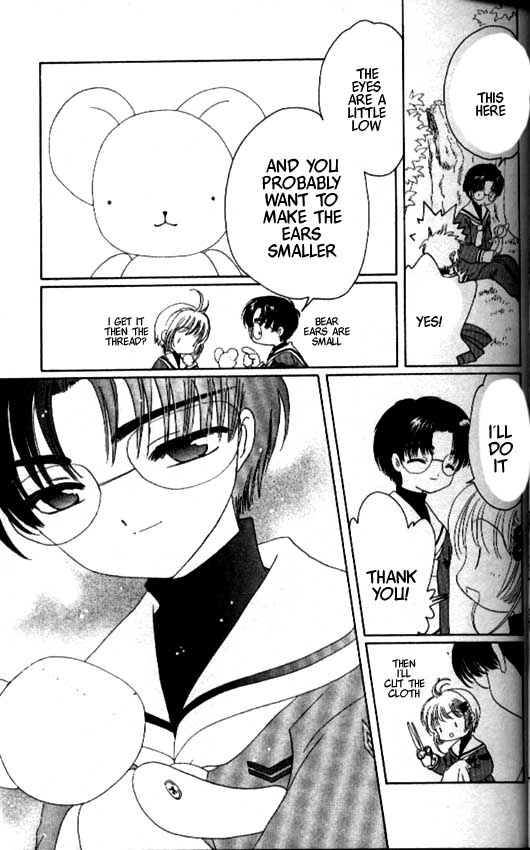 THIS
HERE
YES!
THE
EYES ARE
A
LITTLE
LOW
AND YOU
PROBABLY
WANT TO
MAKE THE
EARS
SMALLER
BEAR
EARS ARE
SMALL
I GET IT
THEN THE
THREAD?
I'LL
DO
IT
THANK
YOU!
THEN
I'LL
CUT THE
CLOTH